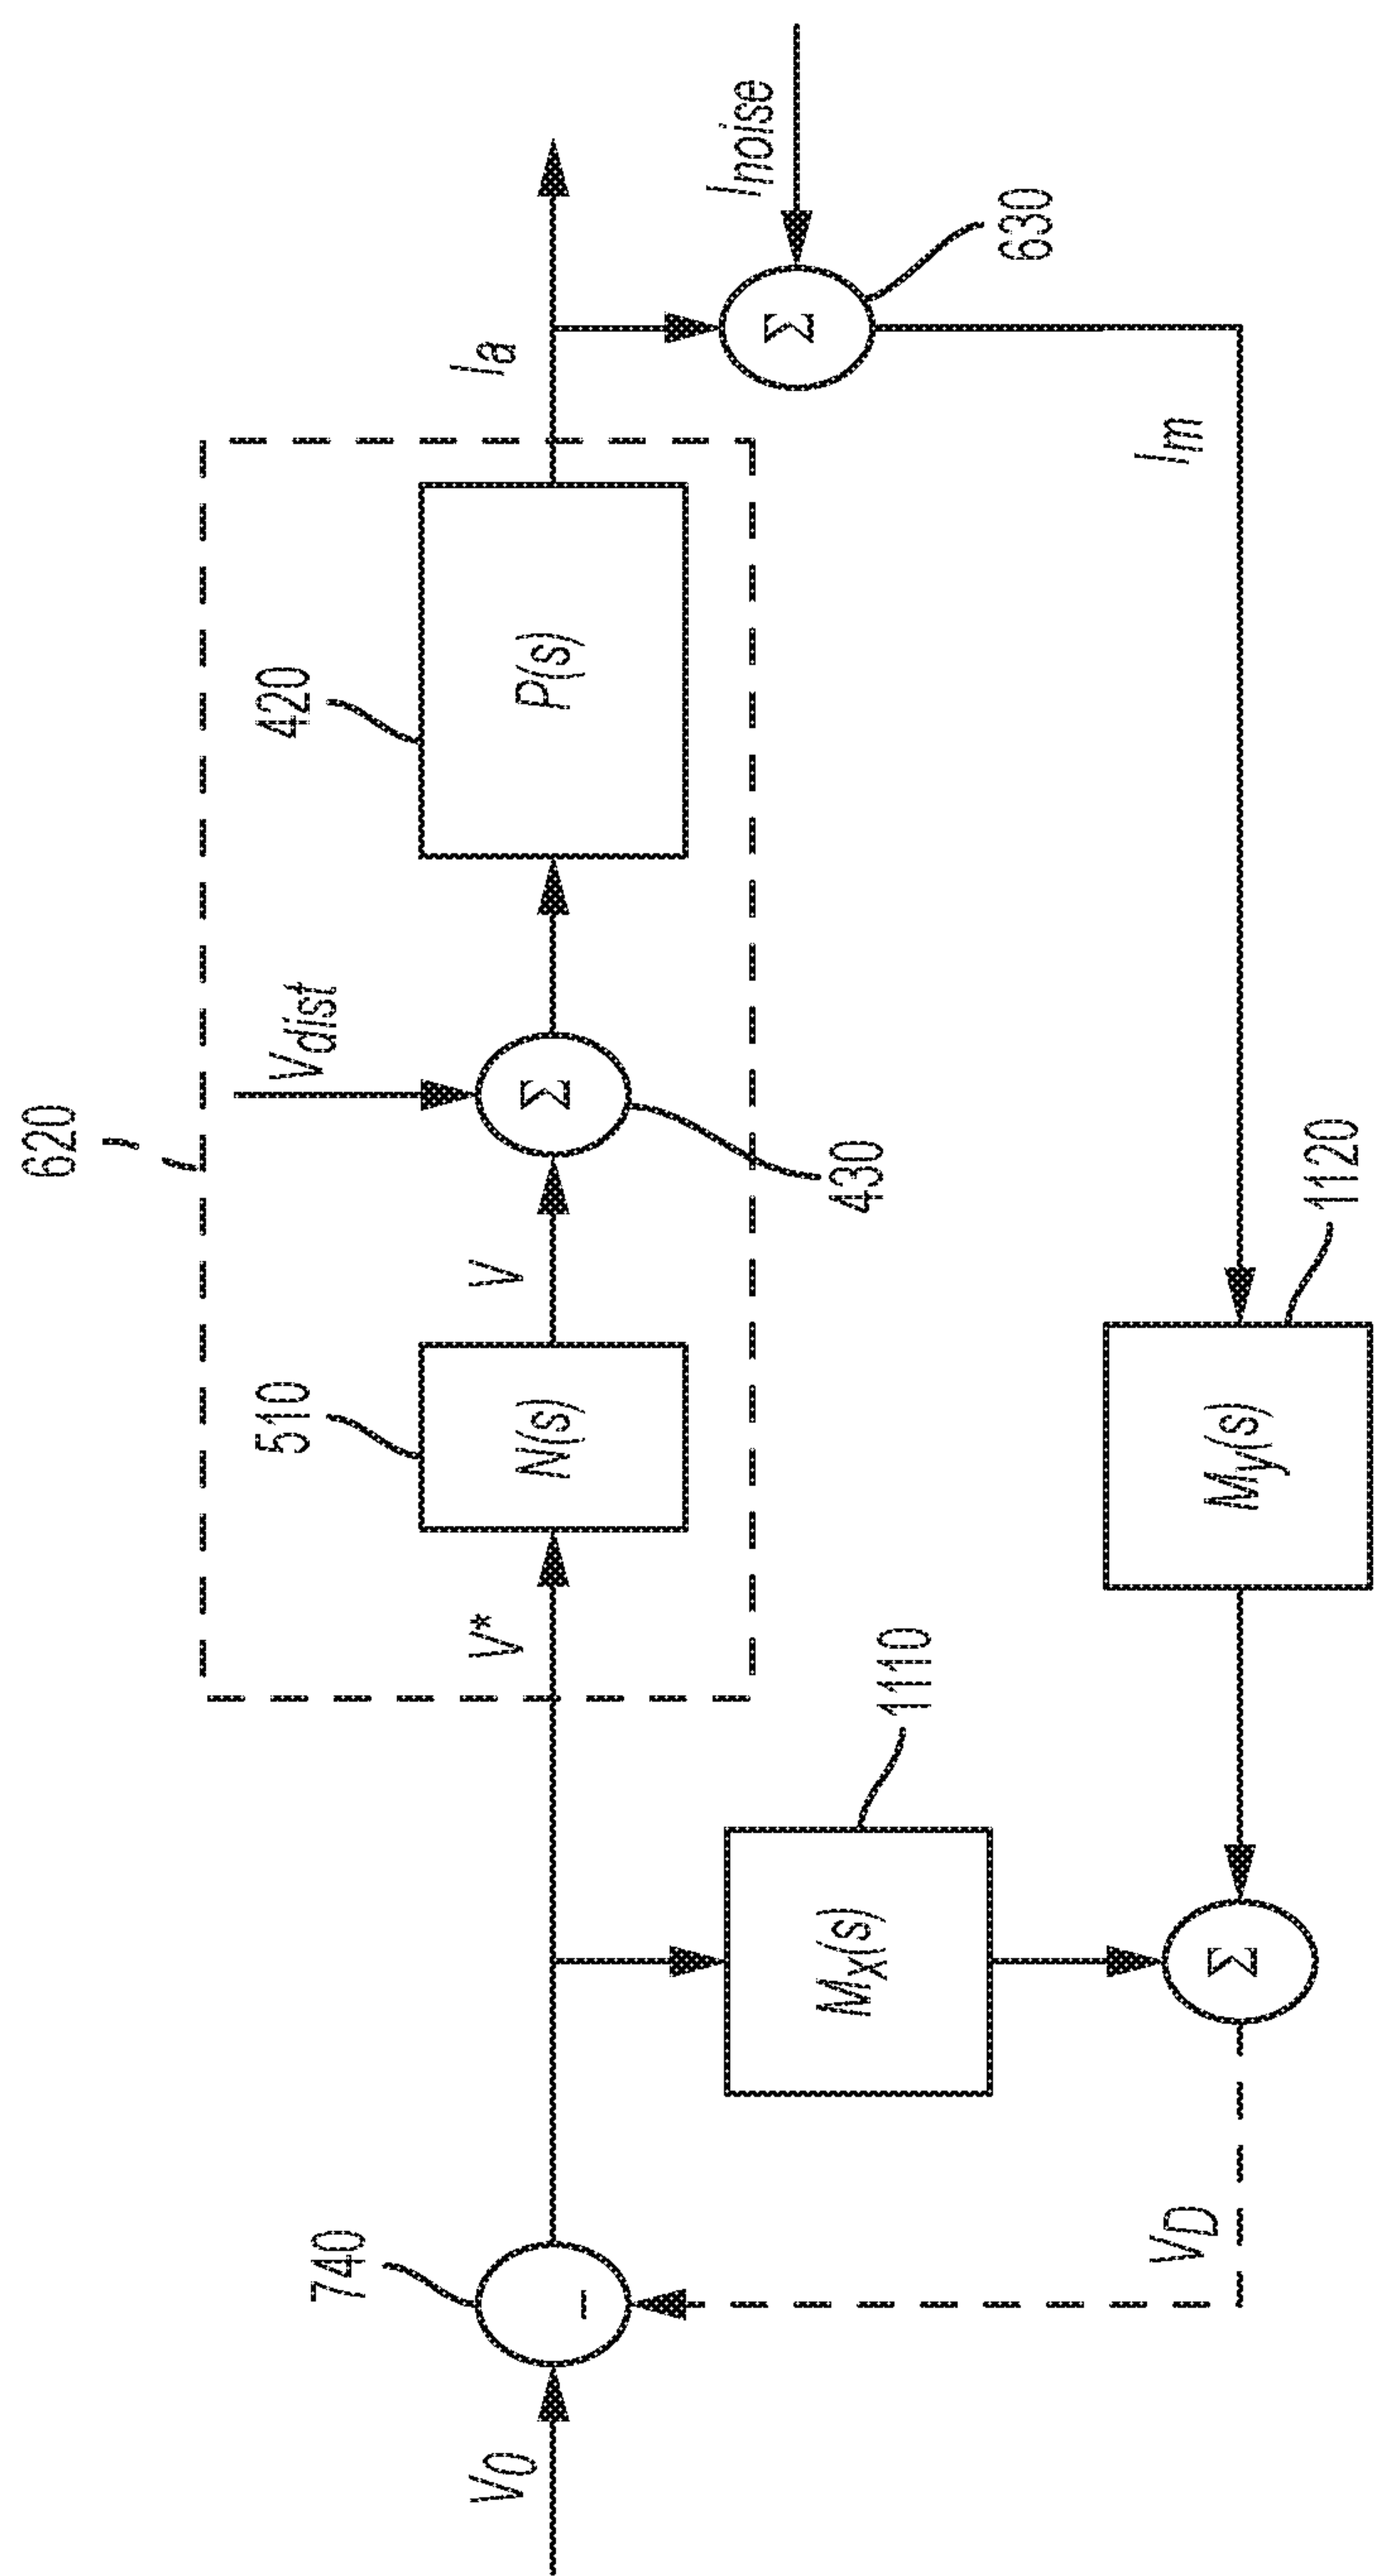 620
Vdist
420
Ia
Inoise
510
V0
740
V*
N(s)
V
Σ
P(s)
430
Σ
630
−
1110
Mx(s)
Im
VD
Σ
My(s)
1120